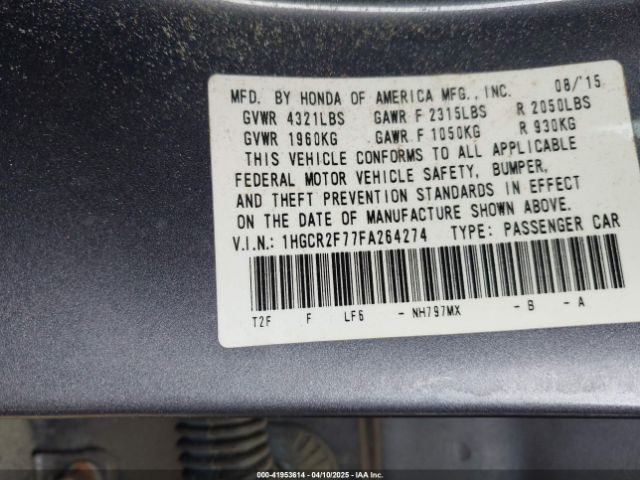 MFD. BY HONDA OF AMERICA MFG., INC. 08/'15
GVWR 4321LBS GAWR F 2315LBS R 2050LBS
GVWR 1960KG GAWR F 1050KG R 930KG
THIS VEHICLE CONFORMS TO ALL APPLICABLE
FEDERAL MOTOR VEHICLE SAFETY, BUMPER,
AND THEFT PREVENTION STANDARDS IN EFFECT
ON THE DATE OF MANUFACTURE SHOWN ABOVE.
V.I.N.: 1HGCR2F77FA264274 TYPE: PASSENGER CAR
T2F F LF6 - NH797MX - B - A
000-41953614 - 04/10/2025 - IAA Inc.